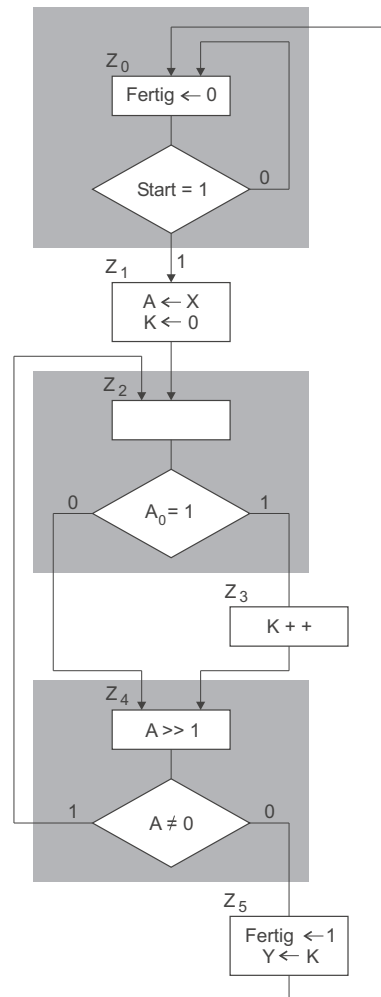 Z0
Fertig ← 0
Start = 1
0
1
Z1
A ← X
K ← 0
Z2
0
A0 = 1
1
Z3
K + +
Z4
A >> 1
1
A ≠ 0
0
Z5
Fertig ← 1
Y ← K